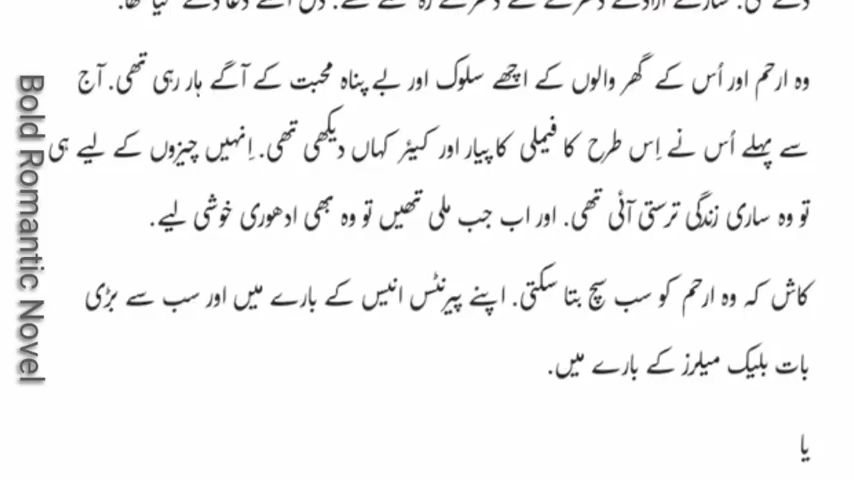 وہ ارحم اور اُس کے گھر والوں کے اچھے سلوک اور بے پناہ محبت کے آگے ہار رہی تھی. آج
سے پہلے اُس نے اِس طرح کا فیملی کا پیار اور کیئر کہاں دیکھی تھی. اِنہیں چیزوں کے لیے ہی
تو وہ ساری زندگی ترستی آئی تھی. اور اب جب ملی تھیں تو وہ بھی ادھوری خوشی لیے.
کاش کہ وہ ارحم کو سب سچ بتا سکتی. اپنے پیرنٹس انیس کے بارے میں اور سب سے بڑی
بات بلیک میلرز کے بارے میں.
یا
Bold Romantic Novel